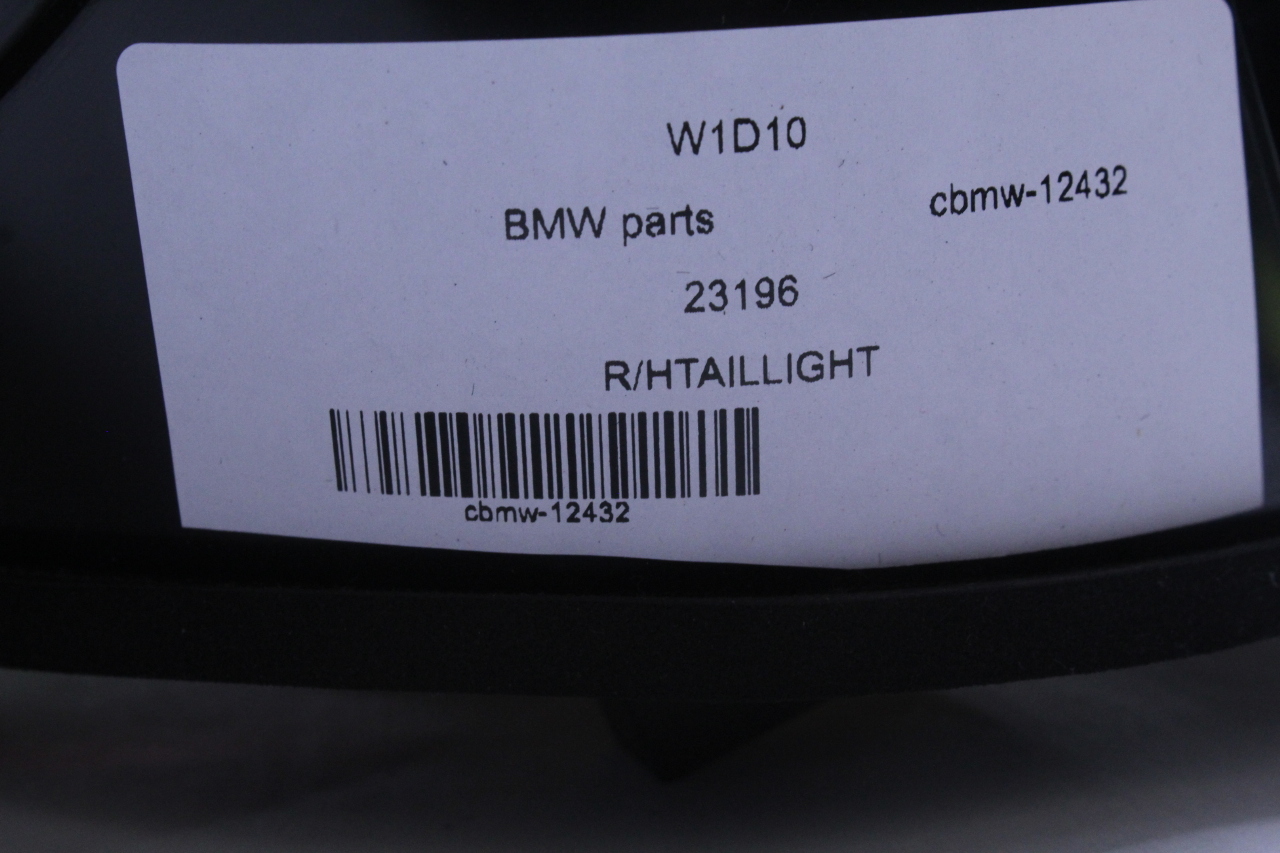 W1D10
BMW parts
cbmw-12432
23196
R/HTAILLIGHT
cbmw-12432